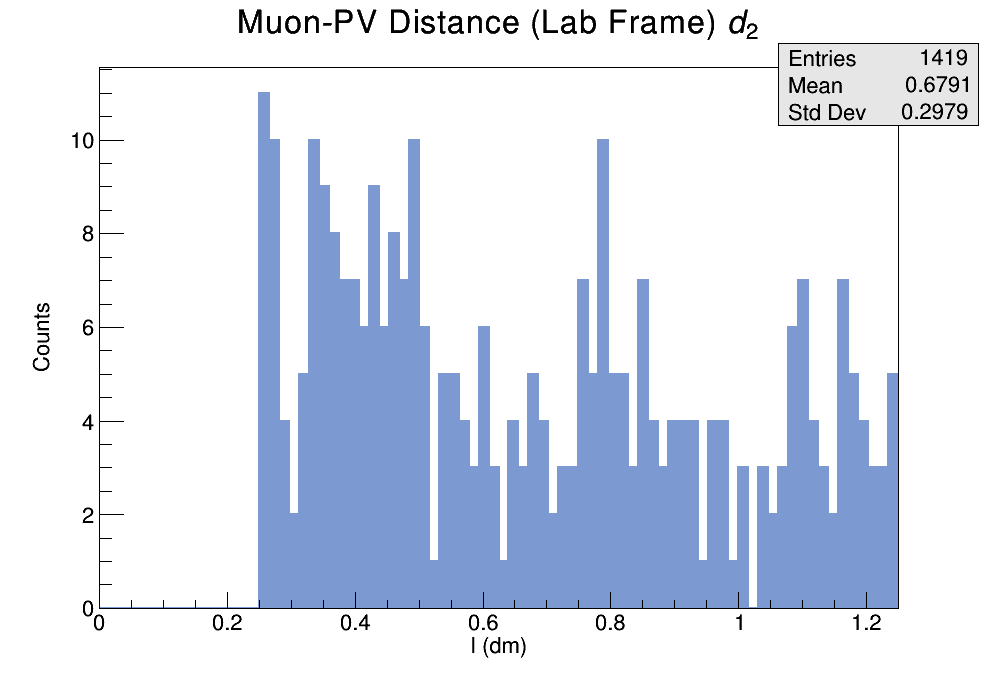 Muon-PV Distance (Lab Frame) d₂
Entries 1419
Mean 0.6791
Std Dev 0.2979
10
8
6
4
2
0
Counts
0 0.2 0.4 0.6 0.8 1 1.2
l (dm)